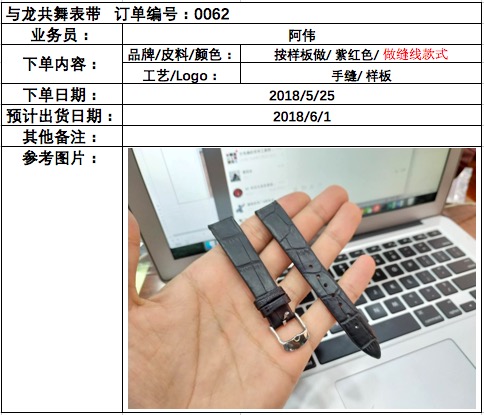 与龙共舞表带 订单编号：0062
业务员： 阿伟
下单内容： 品牌/皮料/颜色： 按样板做/ 紫红色/ 做缝线款式
工艺/Logo： 手缝/ 样板
下单日期： 2018/5/25
预计出货日期： 2018/6/1
其他备注：
参考图片：